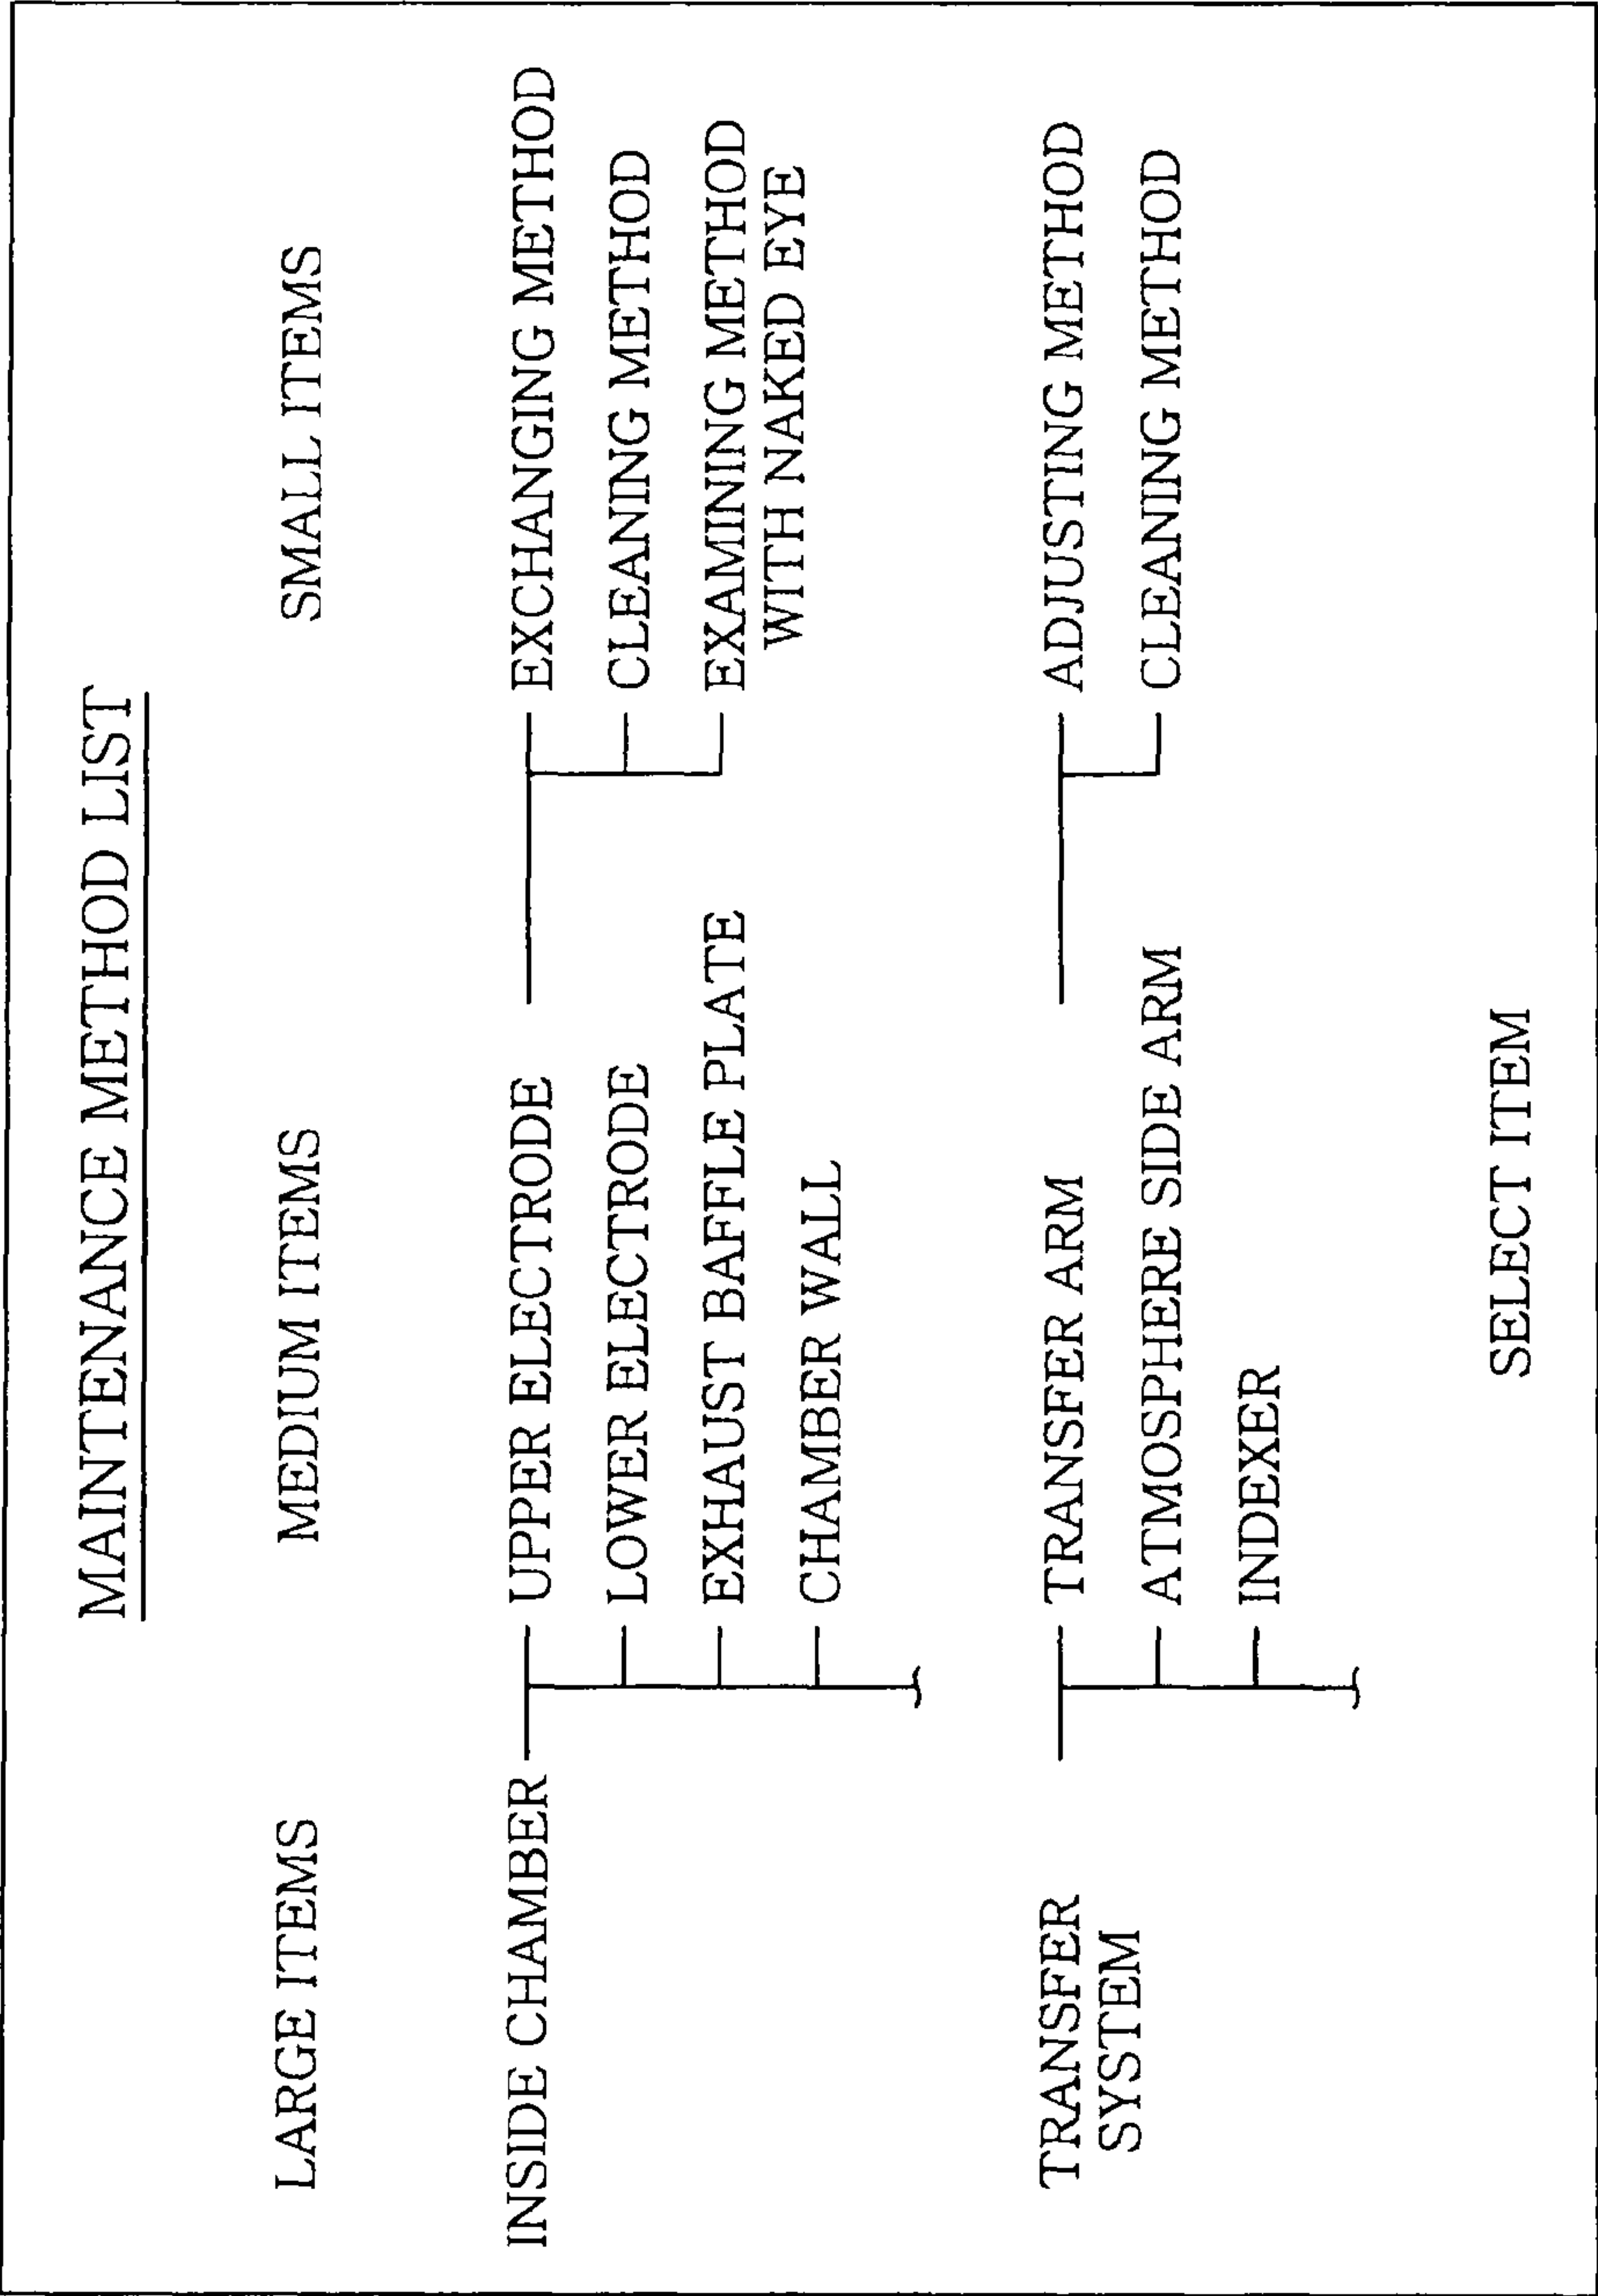 MAINTENANCE METHOD LIST
LARGE ITEMS
MEDIUM ITEMS
SMALL ITEMS
INSIDE CHAMBER
UPPER ELECTRODE
EXCHANGING METHOD
LOWER ELECTRODE
CLEANING METHOD
EXHAUST BAFFLE PLATE
EXAMINING METHOD
WITH NAKED EYE
CHAMBER WALL
TRANSFER
SYSTEM
TRANSFER ARM
ADJUSTING METHOD
ATMOSPHERE SIDE ARM
CLEANING METHOD
INDEXER
SELECT ITEM